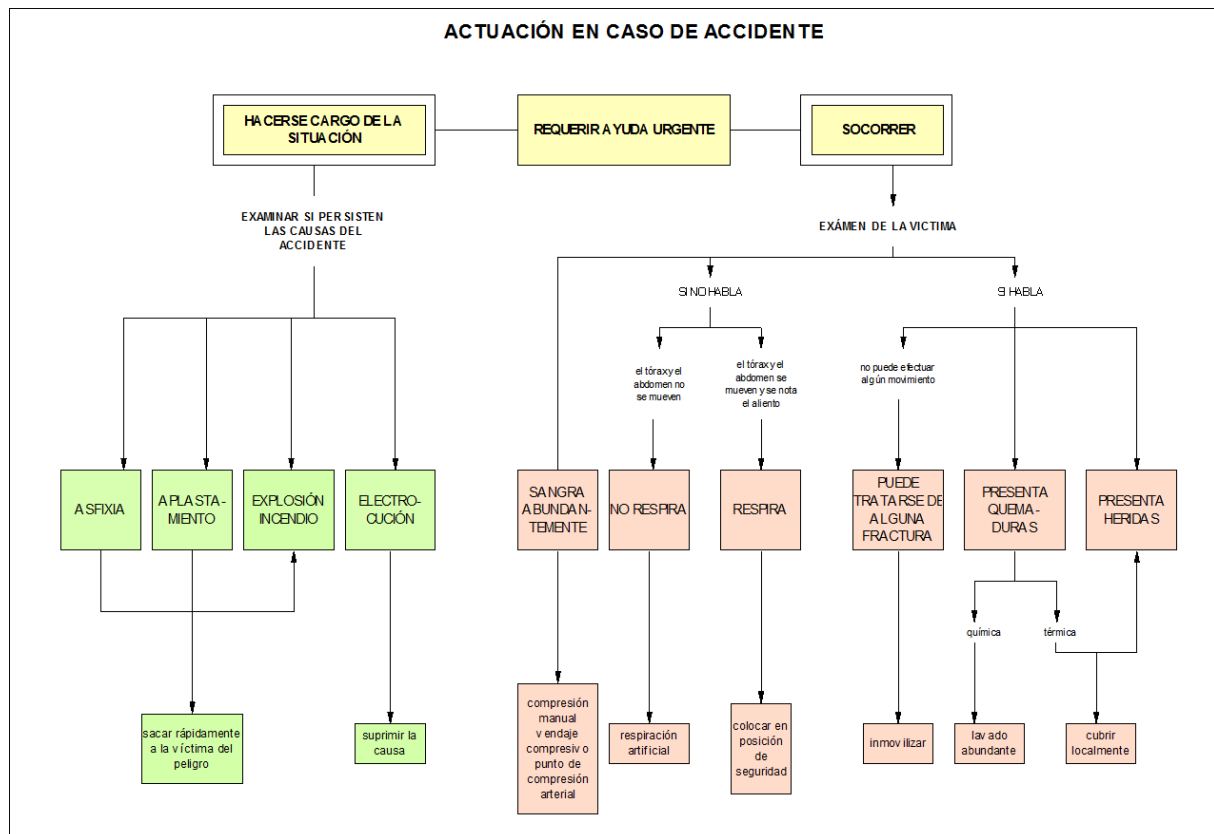 ACTUACIÓN EN CASO DE ACCIDENTE
HACERSE CARGO DE LA
SITUACIÓN
REQUERIR AYUDA URGENTE
SOCORRER
EXAMINAR SI PERSISTEN
LAS CAUSAS DEL
ACCIDENTE
EXÁMEN DE LA VICTIMA
SI NO HABLA
SI HABLA
el tórax y el
abdomen no
se mueven
el tórax y el
abdomen se
mueven y se nota
el aliento
no puede efectuar
algún movimiento
ASFIXIA
APLASTA-
MIENTO
EXPLOSIÓN
INCENDIO
ELECTRO-
CUCIÓN
SANGRA
ABUNDAN-
TEMENTE
NO RESPIRA
RESPIRA
PUEDE
TRATARSE DE
ALGUNA
FRACTURA
PRESENTA
QUEMA-
DURAS
PRESENTA
HERIDAS
química
térmica
sacar rápidamente
a la víctima del
peligro
suprimir la
causa
compresión
manual
vendaje
compresivo
punto de
compresión
arterial
respiración
artificial
colocar en
posición
de
seguridad
inmovilizar
lavado
abundante
cubrir
localmente